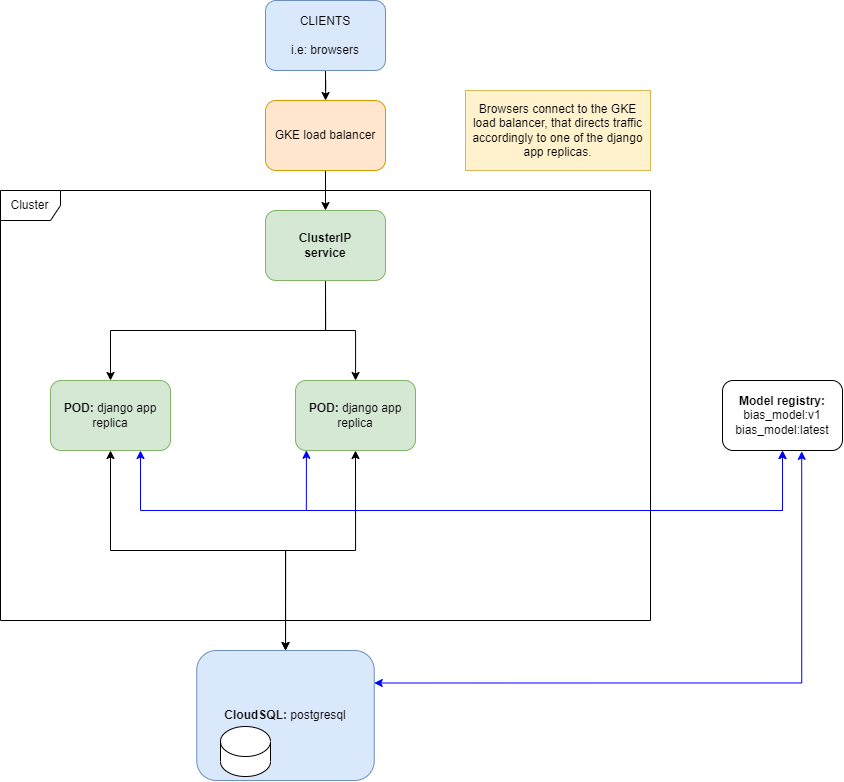 CLIENTS
i.e: browsers
GKE load balancer
Browsers connect to the GKE
load balancer, that directs traffic
accordingly to one of the django
app replicas.
Cluster
ClusterIP
service
POD: django app
replica
POD: django app
replica
Model registry:
bias_model:v1
bias_model:latest
CloudSQL: postgresql